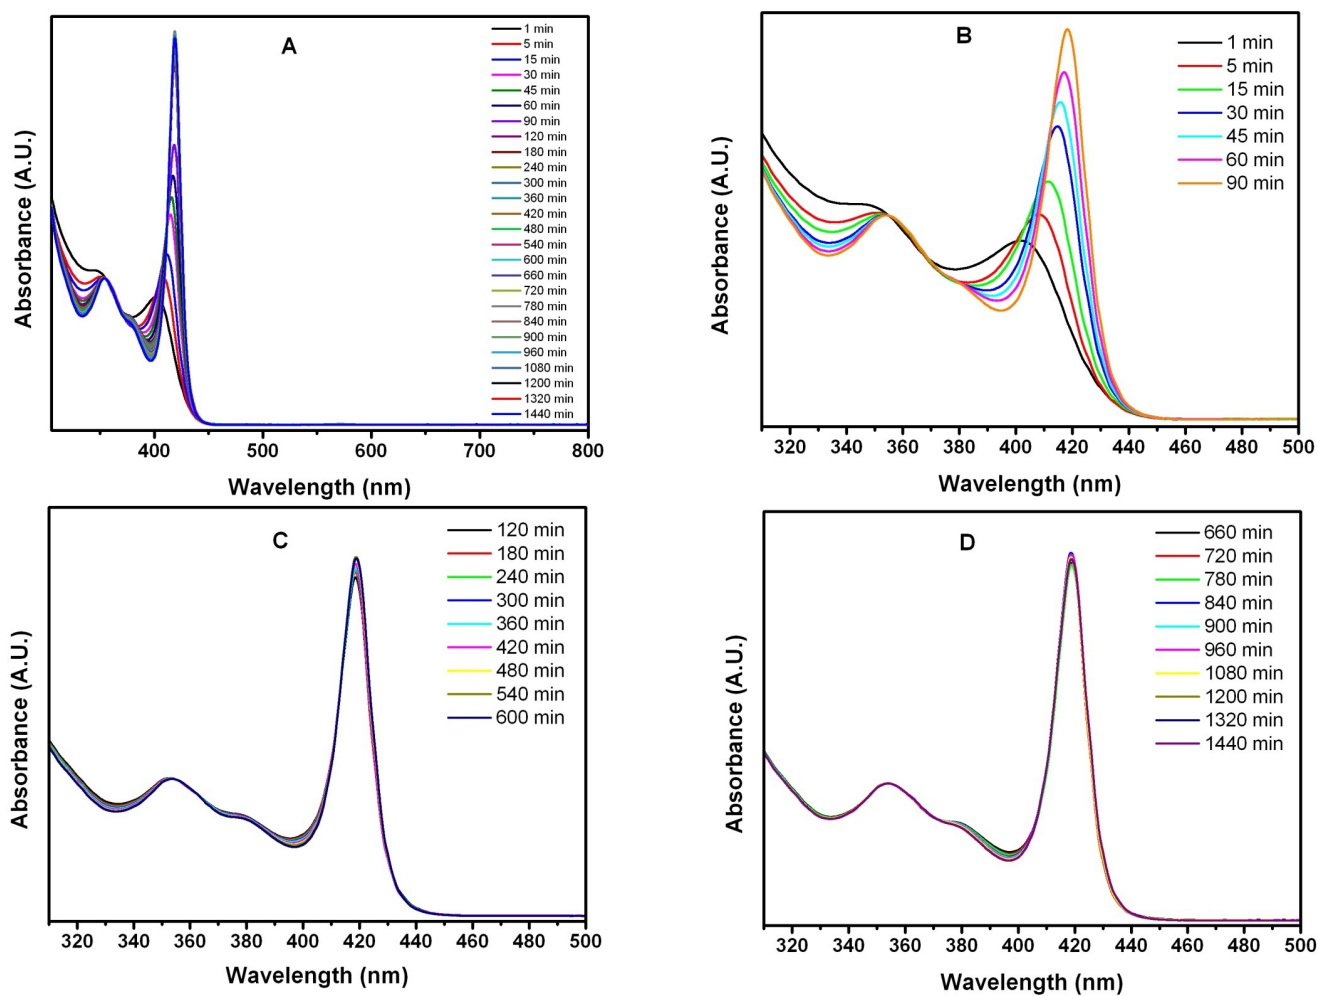 A
1 min
5 min
15 min
30 min
45 min
60 min
90 min
120 min
180 min
240 min
300 min
360 min
420 min
480 min
540 min
600 min
660 min
720 min
780 min
840 min
900 min
960 min
1080 min
1200 min
1320 min
1440 min
Absorbance (A.U.)
400 500 600 700 800
Wavelength (nm)
B
1 min
5 min
15 min
30 min
45 min
60 min
90 min
Absorbance (A.U.)
320 340 360 380 400 420 440 460 480 500
Wavelength (nm)
C
120 min
180 min
240 min
300 min
360 min
420 min
480 min
540 min
600 min
Absorbance (A.U.)
320 340 360 380 400 420 440 460 480 500
Wavelength (nm)
D
660 min
720 min
780 min
840 min
900 min
960 min
1080 min
1200 min
1320 min
1440 min
Absorbance (A.U.)
320 340 360 380 400 420 440 460 480 500
Wavelength (nm)